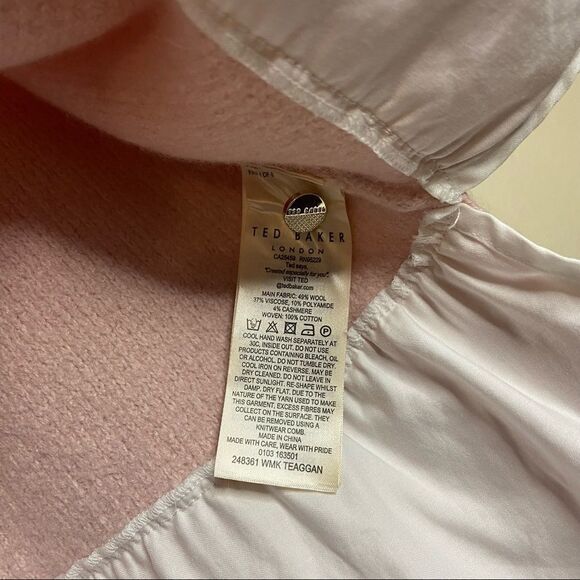 TED BAKER
TED BAKER
LONDON
CA25459 RN95229
Ted says,
"Created especially for you".
VISIT TED
@tedbaker.com
MAIN FABRIC: 49% WOOL
37% VISCOSE, 10% POLYAMIDE
4% CASHMERE
WOVEN: 100% COTTON
P
COOL HAND WASH SEPARATELY AT
30C, INSIDE OUT. DO NOT USE
PRODUCTS CONTAINING BLEACH, OIL
OR ALCOHOL. DO NOT TUMBLE DRY.
COOL IRON ON REVERSE. MAY BE
DRY CLEANED. DO NOT LEAVE IN
DIRECT SUNLIGHT. RE-SHAPE WHILST
DAMP. DRY FLAT. DUE TO THE
NATURE OF THE YARN USED TO MAKE
THIS GARMENT, EXCESS FIBRES MAY
COLLECT ON THE SURFACE. THEY
CAN BE REMOVED USING A
KNITWEAR COMB.
MADE IN CHINA
MADE WITH CARE, WEAR WITH PRIDE
0103 163501
248361 WMK TEAGGAN